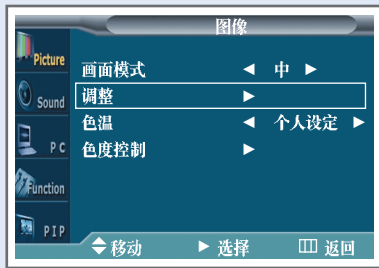 图像
Picture
画面模式 ◀ 中 ▶
调整 ▶
Sound
色温 ◀ 个人设定 ▶
PC
色度控制 ▶
Function
PIP
移动 ▶ 选择 返回